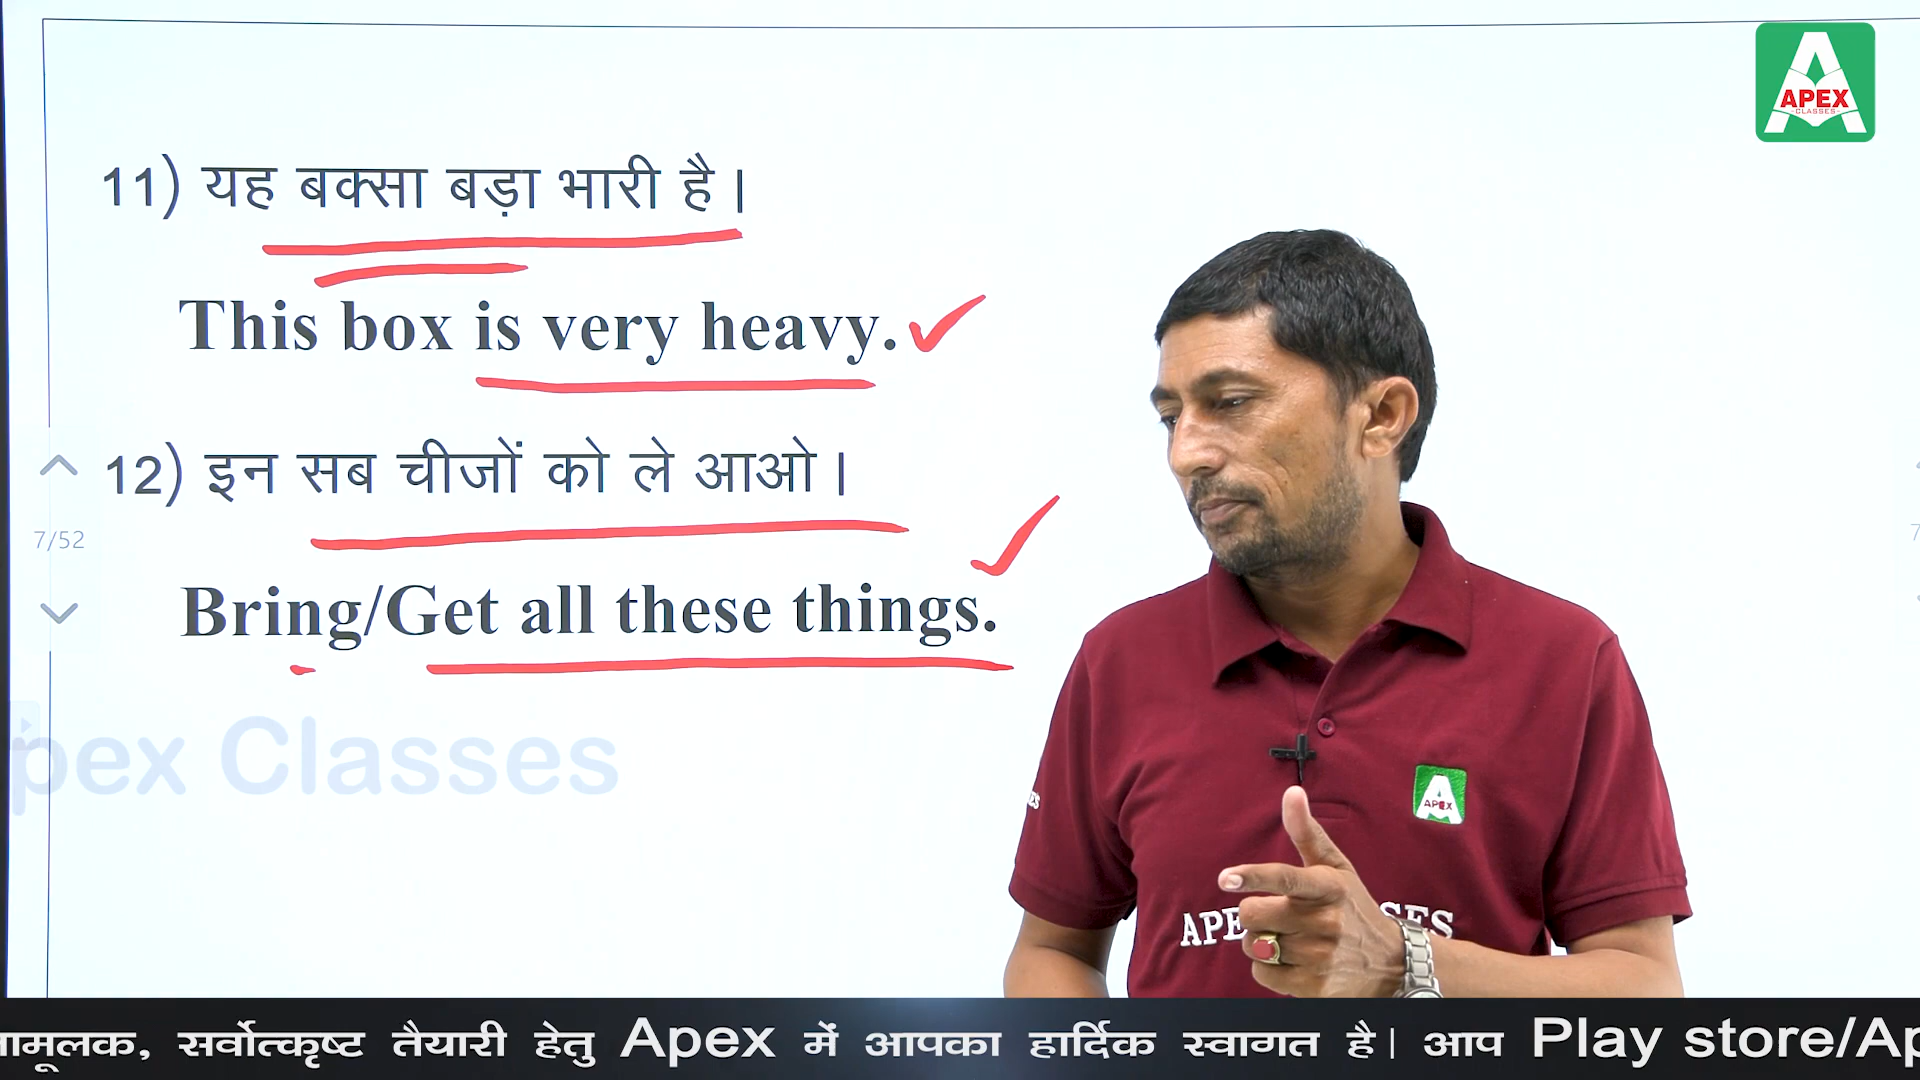 APEX
CLASSES
11) यह बक्सा बड़ा भारी है।
This box is very heavy.
12) इन सब चीजों को ले आओ।
7/52
Bring/Get all these things.
pex Classes
APEX
सर्वोत्कृष्ट तैयारी हेतु Apex में आपका हार्दिक स्वागत है। आप Play store/Ap